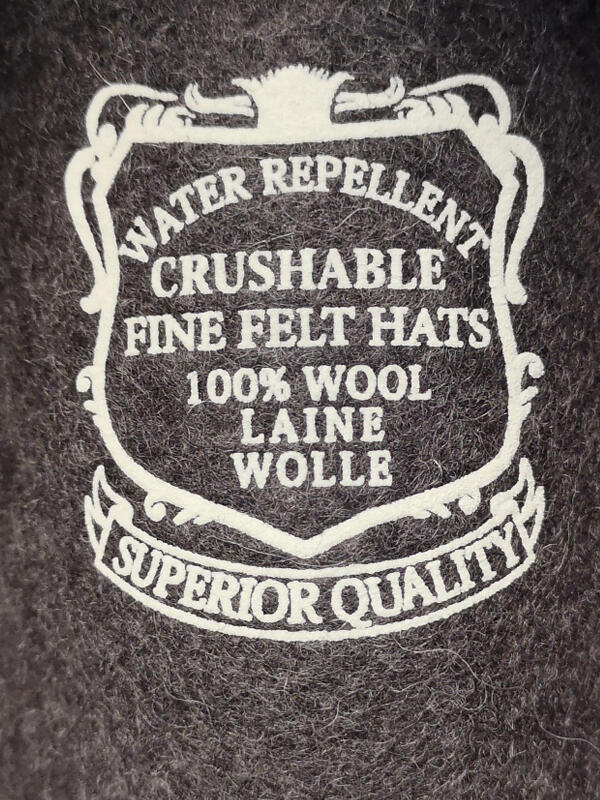 WATER REPELLENT
CRUSHABLE
FINE FELT HATS
100% WOOL
LAINE
WOLLE
SUPERIOR QUALITY